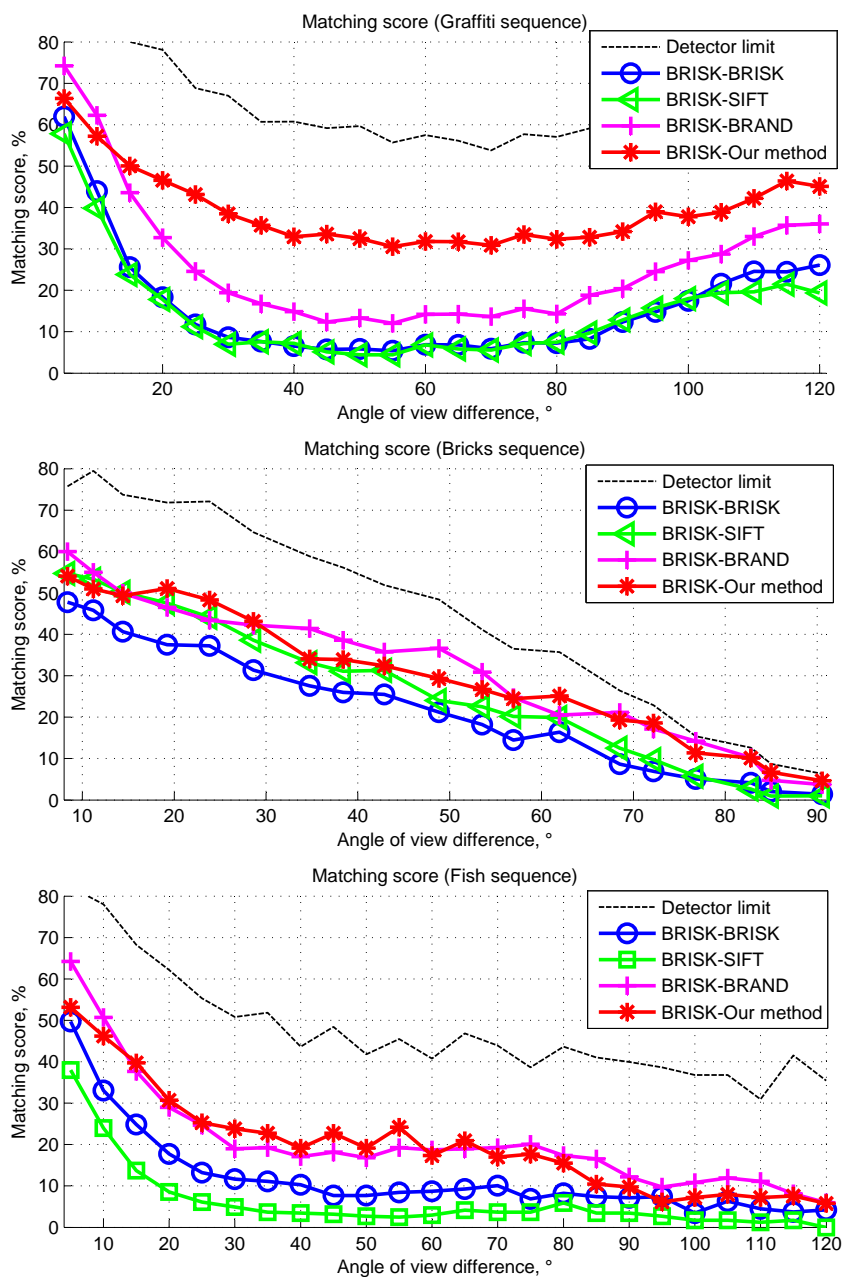 Matching score (Graffiti sequence)
80
70
60
50
40
30
20
10
0
Matching score, %
Detector limit
BRISK-BRISK
BRISK-SIFT
BRISK-BRAND
BRISK-Our method
20 40 60 80 100 120
Angle of view difference, °
Matching score (Bricks sequence)
80
70
60
50
40
30
20
10
0
Matching score, %
Detector limit
BRISK-BRISK
BRISK-SIFT
BRISK-BRAND
BRISK-Our method
10 20 30 40 50 60 70 80 90
Angle of view difference, °
Matching score (Fish sequence)
80
70
60
50
40
30
20
10
0
Matching score, %
Detector limit
BRISK-BRISK
BRISK-SIFT
BRISK-BRAND
BRISK-Our method
10 20 30 40 50 60 70 80 90 100 110 120
Angle of view difference, °